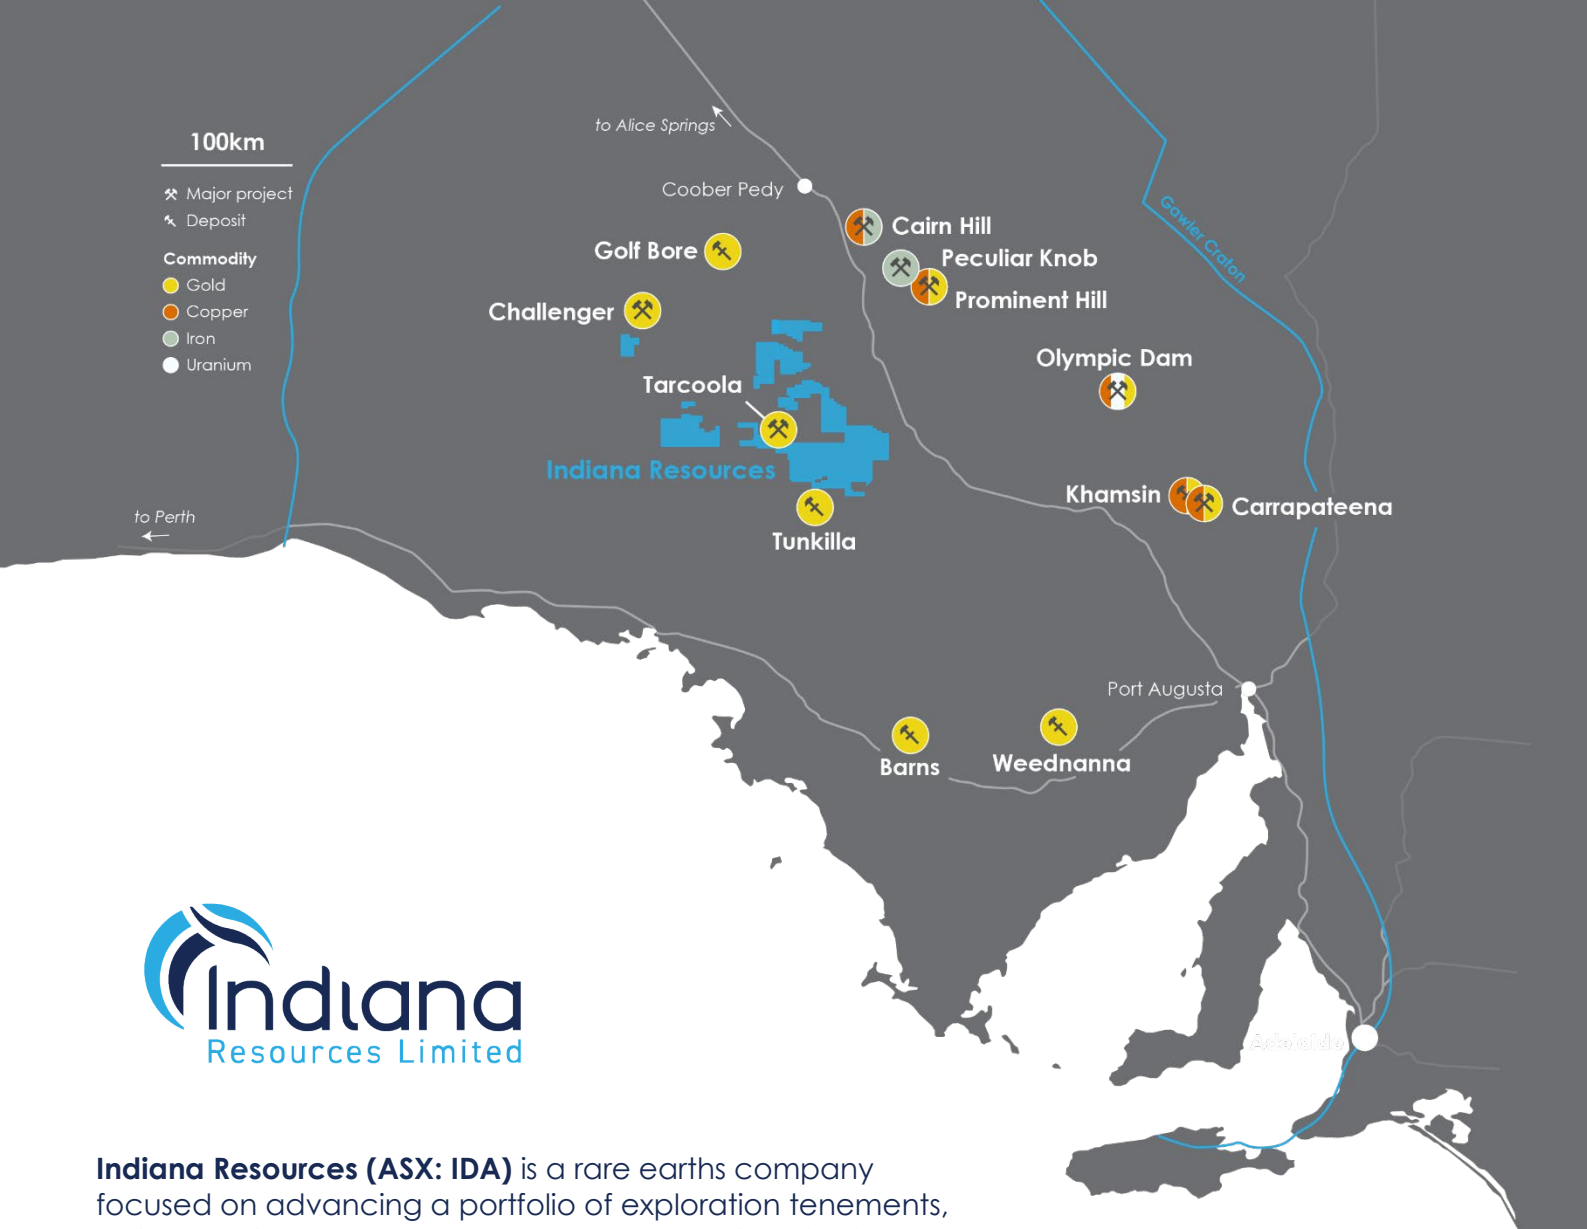 100km
Major project
Deposit
Commodity
Gold
Copper
Iron
Uranium
to Alice Springs
Coober Pedy
Cairn Hill
Golf Bore
Peculiar Knob
Prominent Hill
Challenger
Gawler Craton
Olympic Dam
Tarcoola
Indiana Resources
Khamsin
Carrapateena
to Perth
Tunkilla
Port Augusta
Barns
Weednanna
Adelaide
Indiana
Resources Limited
Indiana Resources (ASX: IDA) is a rare earths company
focused on advancing a portfolio of exploration tenements,